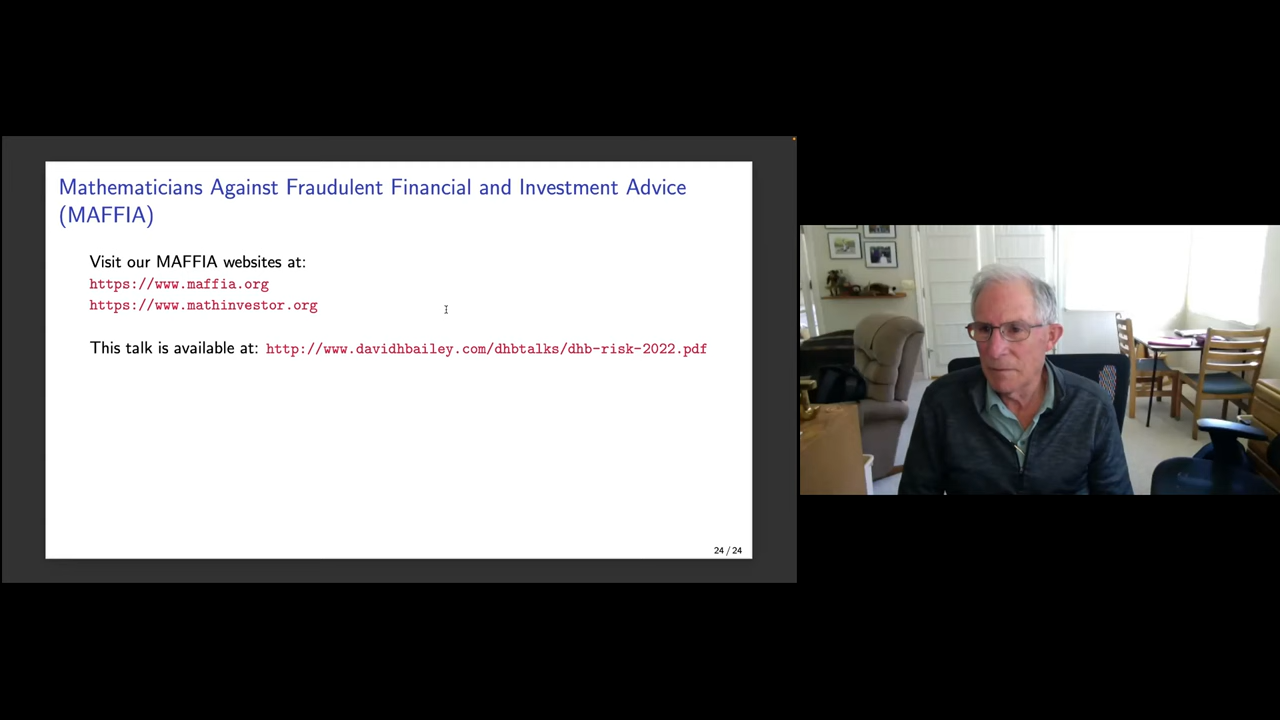 Mathematicians Against Fraudulent Financial and Investment Advice
(MAFFIA)
Visit our MAFFIA websites at:
https://www.maffia.org
https://www.mathinvestor.org
This talk is available at: http://www.davidhbailey.com/dhbtalks/dhb-risk-2022.pdf
24 / 24